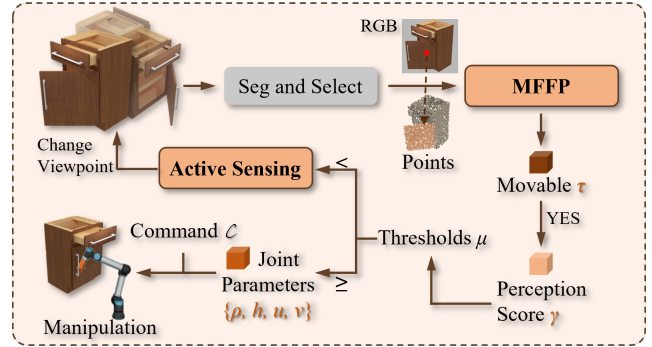 RGB
Seg and Select
MFFP
Points
Change
Viewpoint
Active Sensing
<
Movable τ
YES
Command 𝒞
Thresholds μ
Joint
Parameters
{ρ, h, u, v}
≥
Perception
Score γ
Manipulation